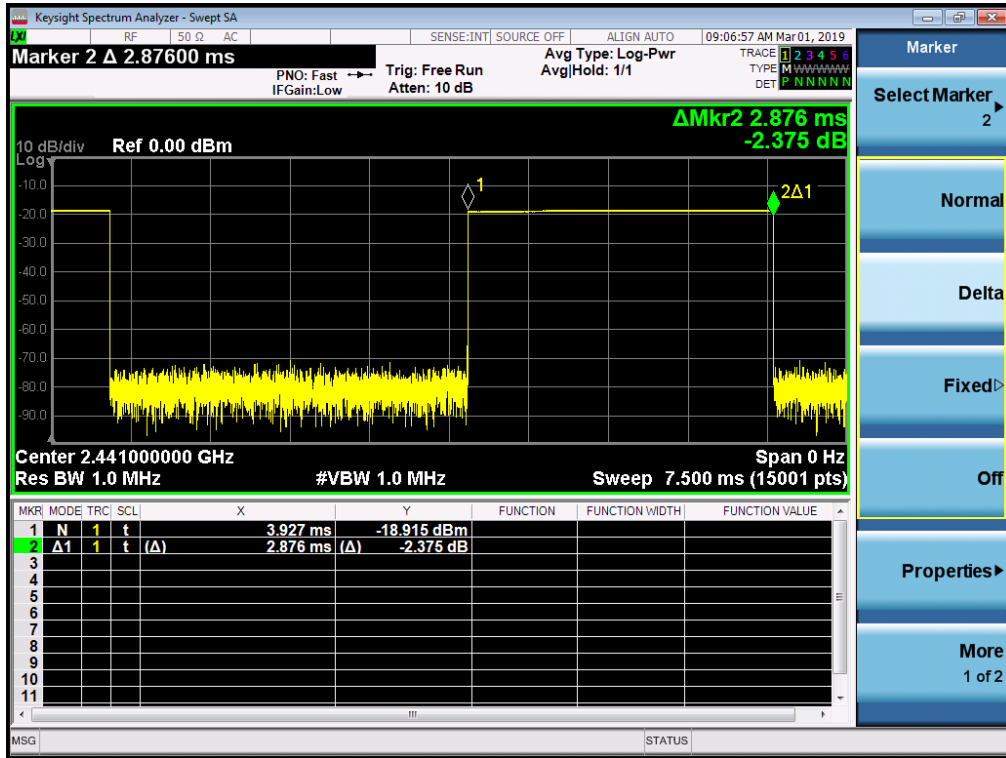 Keysight Spectrum Analyzer - Swept SA
LXI RF 50 Ω AC SENSE:INT SOURCE OFF ALIGN AUTO 09:06:57 AM Mar 01, 2019
Marker 2 Δ 2.87600 ms
PNO: Fast Trig: Free Run Avg Type: Log-Pwr TRACE 1 2 3 4 5 6
IFGain:Low Atten: 10 dB Avg|Hold: 1/1 TYPE M WWWWW
DET P N N N N N
ΔMkr2 2.876 ms
-2.375 dB
10 dB/div Ref 0.00 dBm
Log
-10.0
-20.0
-30.0
-40.0
-50.0
-60.0
-70.0
-80.0
-90.0
1
2Δ1
Center 2.441000000 GHz Span 0 Hz
Res BW 1.0 MHz #VBW 1.0 MHz Sweep 7.500 ms (15001 pts)
MKR MODE TRC SCL X Y FUNCTION FUNCTION WIDTH FUNCTION VALUE
1 N 1 t 3.927 ms -18.915 dBm
2 Δ1 1 t (Δ) 2.876 ms (Δ) -2.375 dB
3
4
5
6
7
8
9
10
11
MSG STATUS
Marker
Select Marker
2
Normal
Delta
Fixed
Off
Properties
More
1 of 2